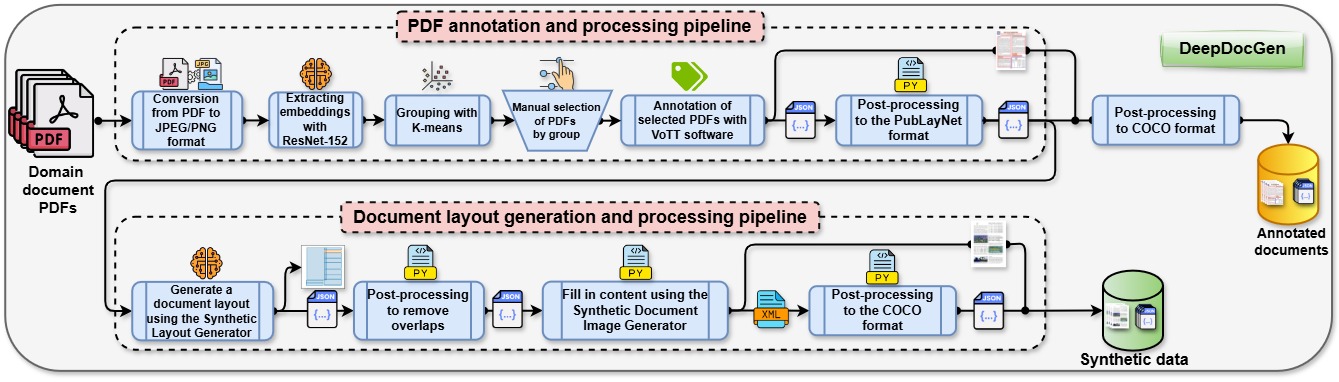 PDF annotation and processing pipeline
DeepDocGen
PDF
Domain
document
PDFs
PDF
JPG
Conversion
from PDF to
JPEG/PNG
format
Extracting
embeddings
with
ResNet-152
Grouping with
K-means
Manual selection
of PDFs
by group
Annotation of
selected PDFs with
VoTT software
JSON
{...}
PY
Post-processing
to the PubLayNet
format
JSON
{...}
Post-processing
to COCO format
Annotated
documents
Document layout generation and processing pipeline
Generate a
document layout
using the Synthetic
Layout Generator
JSON
{...}
PY
Post-processing
to remove
overlaps
JSON
{...}
PY
Fill in content using the
Synthetic Document
Image Generator
XML
PY
Post-processing
to the COCO
format
JSON
{...}
Synthetic data